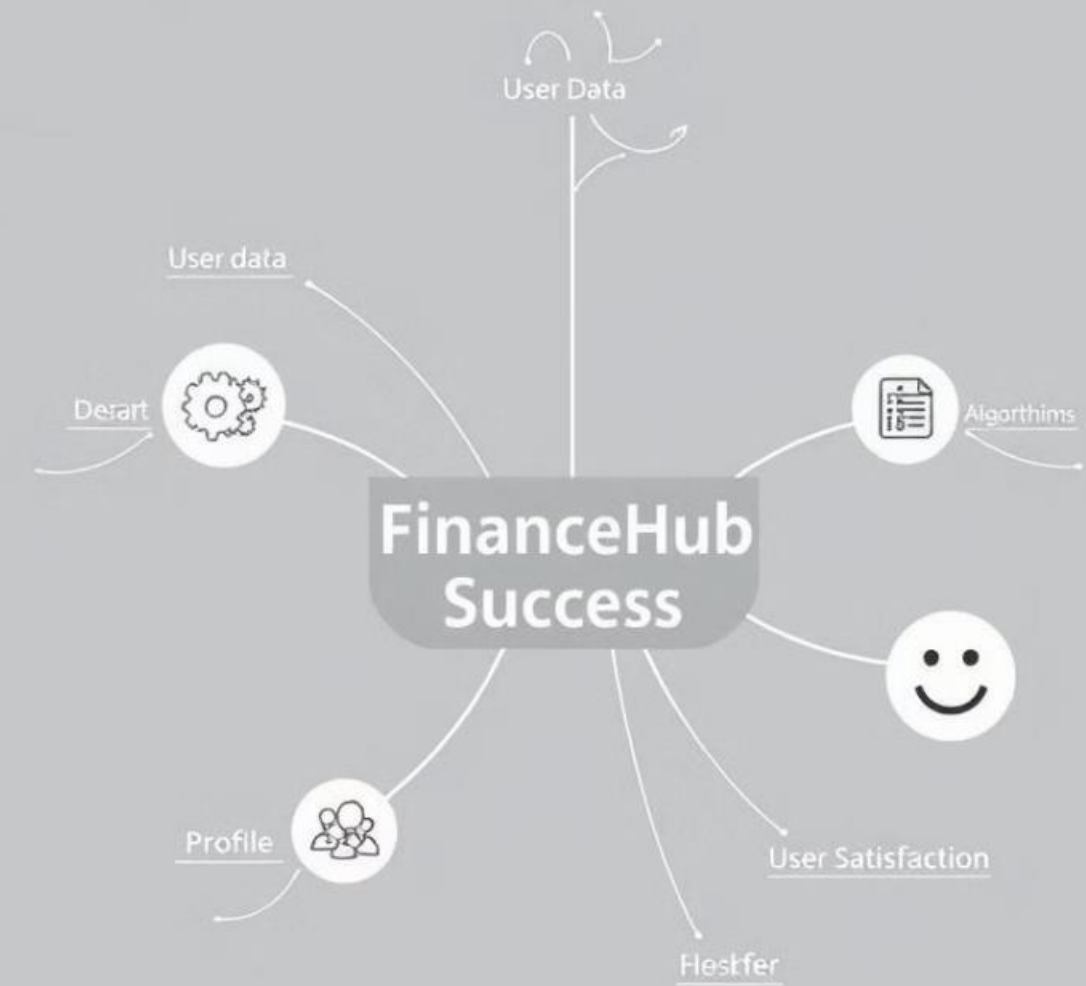 User Data
User data
Derart
Algorthims
FinanceHub
Success
Profile
User Satisfaction
Flestfer